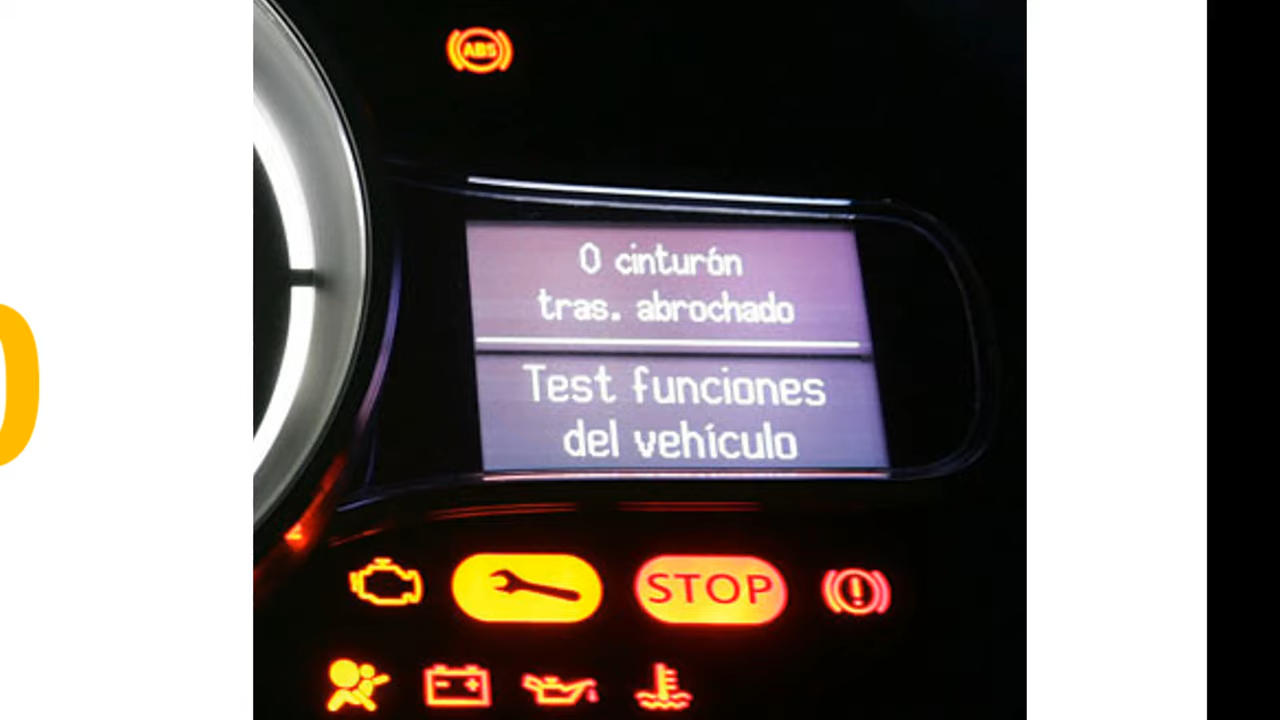 ABS
0 cinturón
tras. abrochado
Test funciones
del vehículo
STOP